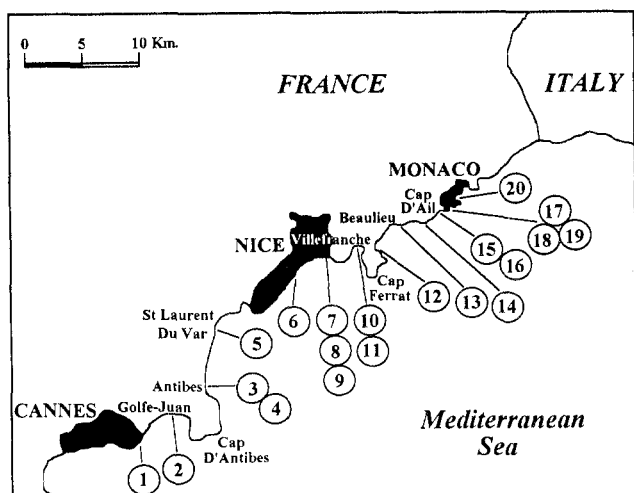 0 5 10 Km.
FRANCE
ITALY
MONACO
Cap
D'Ail
20
17
18 19
15
16
Beaulieu
Villefranche
NICE
Cap
Ferrat
12 13 14
St Laurent
Du Var
6 7 10
5
8 11
9
Antibes
3
4
CANNES
Golfe-Juan
Cap
D'Antibes
1 2
Mediterranean
Sea